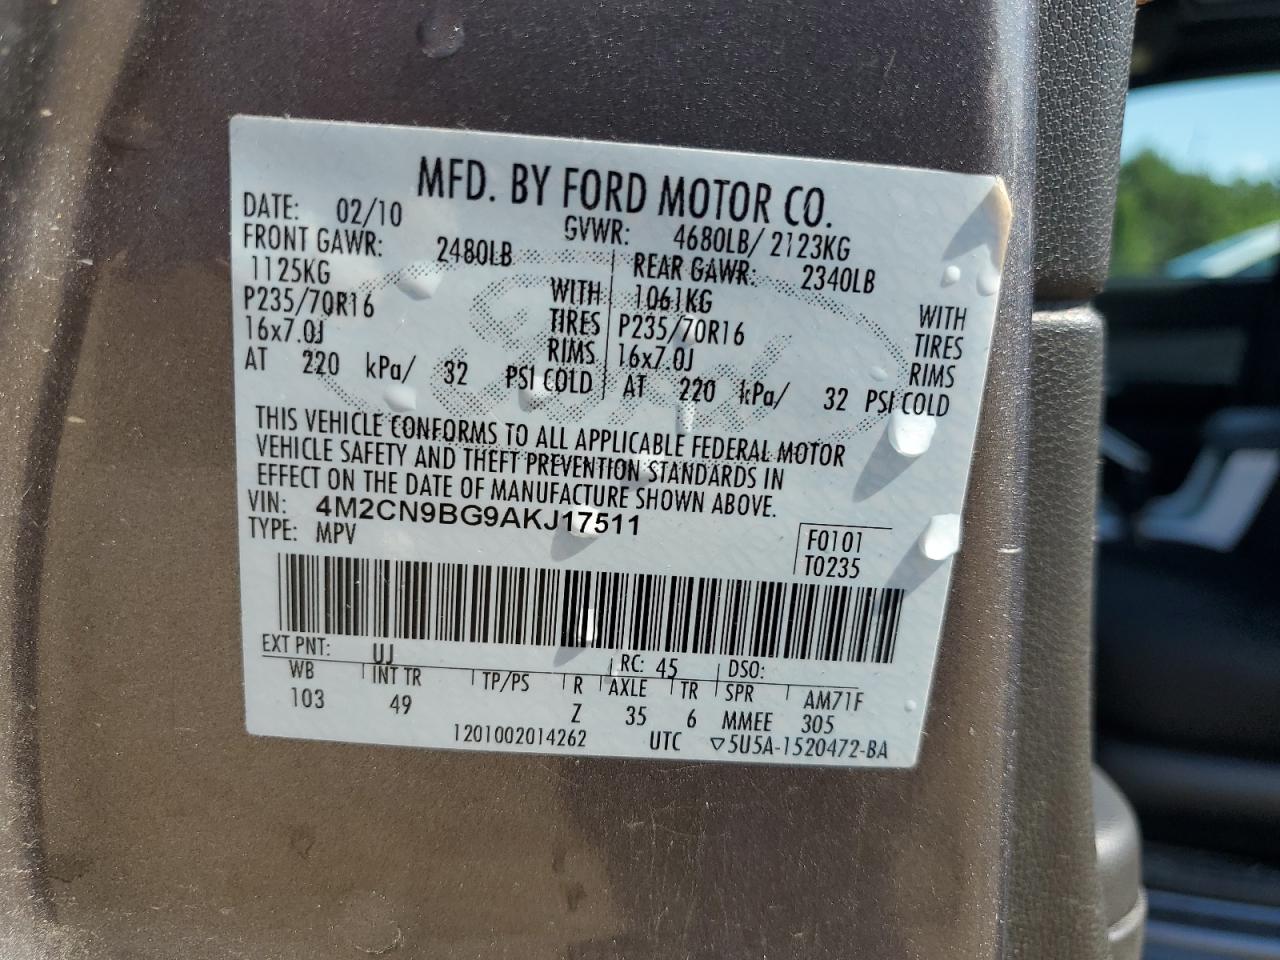 MFD. BY FORD MOTOR CO.
DATE: 02/10 GVWR: 4680LB/ 2123KG
FRONT GAWR: 2480LB REAR GAWR: 2340LB
1125KG WITH 1061KG WITH
P235/70R16 TIRES P235/70R16 TIRES
16x7.0J RIMS 16x7.0J RIMS
AT 220 kPa/ 32 PSI COLD AT 220 kPa/ 32 PSI COLD
THIS VEHICLE CONFORMS TO ALL APPLICABLE FEDERAL MOTOR
VEHICLE SAFETY AND THEFT PREVENTION STANDARDS IN
EFFECT ON THE DATE OF MANUFACTURE SHOWN ABOVE.
VIN: 4M2CN9BG9AKJ17511
TYPE: MPV F0101
T0235
EXT PNT: UJ RC: 45 DSO:
WB INT TR TP/PS R AXLE TR SPR AM71F
103 49 Z 35 6 MMEE 305
1201002014262 UTC ▽5U5A-1520472-BA